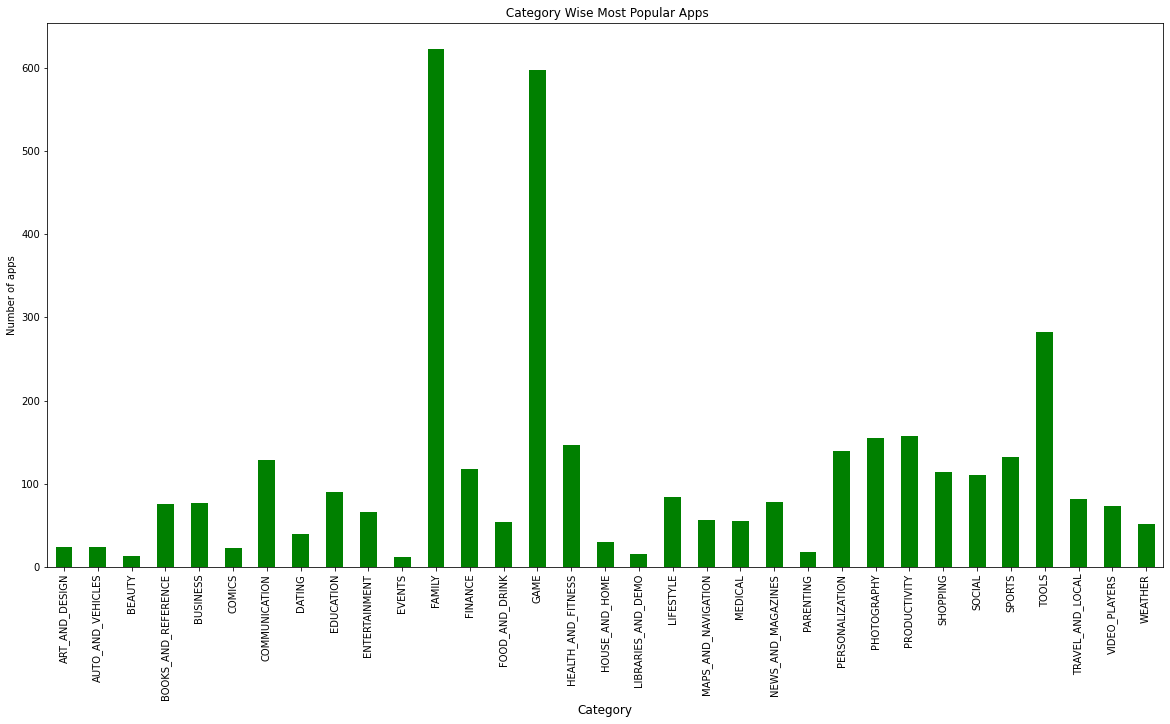 Category Wise Most Popular Apps
Number of apps
600
500
400
300
200
100
0
ART_AND_DESIGN
AUTO_AND_VEHICLES
BEAUTY
BOOKS_AND_REFERENCE
BUSINESS
COMICS
COMMUNICATION
DATING
EDUCATION
ENTERTAINMENT
EVENTS
FAMILY
FINANCE
FOOD_AND_DRINK
GAME
HEALTH_AND_FITNESS
HOUSE_AND_HOME
LIBRARIES_AND_DEMO
LIFESTYLE
MAPS_AND_NAVIGATION
MEDICAL
NEWS_AND_MAGAZINES
PARENTING
PERSONALIZATION
PHOTOGRAPHY
PRODUCTIVITY
SHOPPING
SOCIAL
SPORTS
TOOLS
TRAVEL_AND_LOCAL
VIDEO_PLAYERS
WEATHER
Category